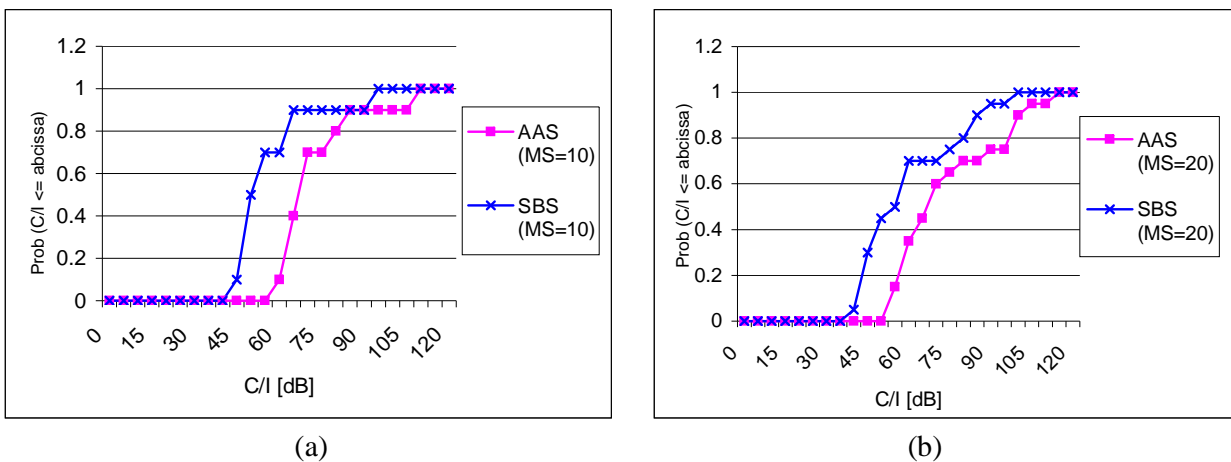 1.2
1
0.8
0.6
0.4
0.2
0
Prob (C/I <= abcissa)
0
15
30
45
60
75
90
105
120
C/I [dB]
AAS
(MS=10)
SBS
(MS=10)
(a)
1.2
1
0.8
0.6
0.4
0.2
0
Prob (C/I <= abcissa)
0
15
30
45
60
75
90
105
120
C/I [dB]
AAS
(MS=20)
SBS
(MS=20)
(b)